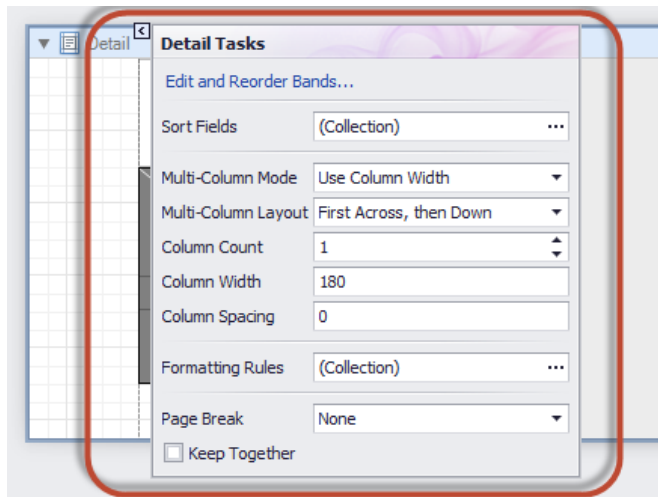 Detail
Detail Tasks
Edit and Reorder Bands...
Sort Fields (Collection) ...
Multi-Column Mode Use Column Width
Multi-Column Layout First Across, then Down
Column Count 1
Column Width 180
Column Spacing 0
Formatting Rules (Collection) ...
Page Break None
Keep Together